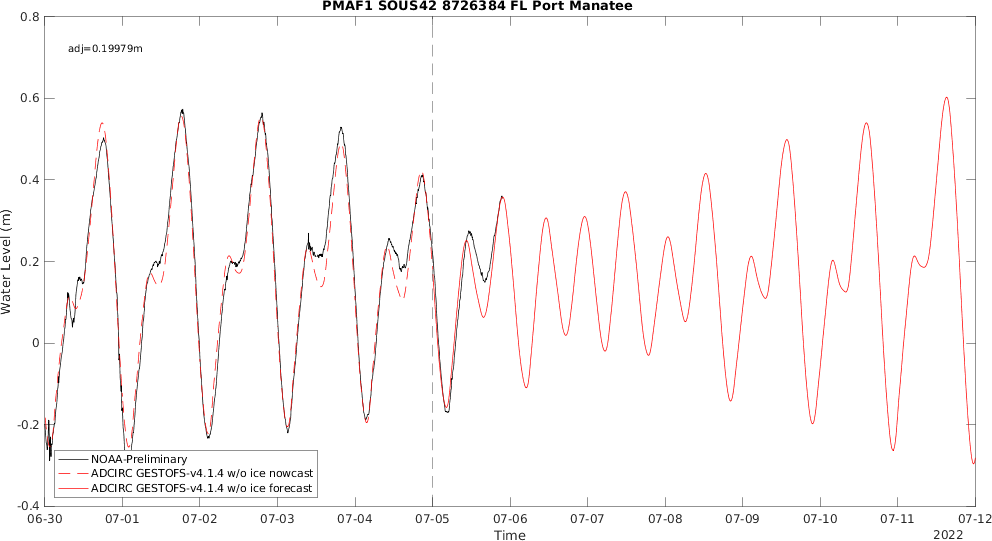 PMAF1 SOUS42 8726384 FL Port Manatee
adj=0.19979m
0.8
0.6
0.4
0.2
0
-0.2
-0.4
Water Level (m)
NOAA-Preliminary
ADCIRC GESTOFS-v4.1.4 w/o ice nowcast
ADCIRC GESTOFS-v4.1.4 w/o ice forecast
06-30 07-01 07-02 07-03 07-04 07-05 07-06 07-07 07-08 07-09 07-10 07-11 07-12
Time
2022